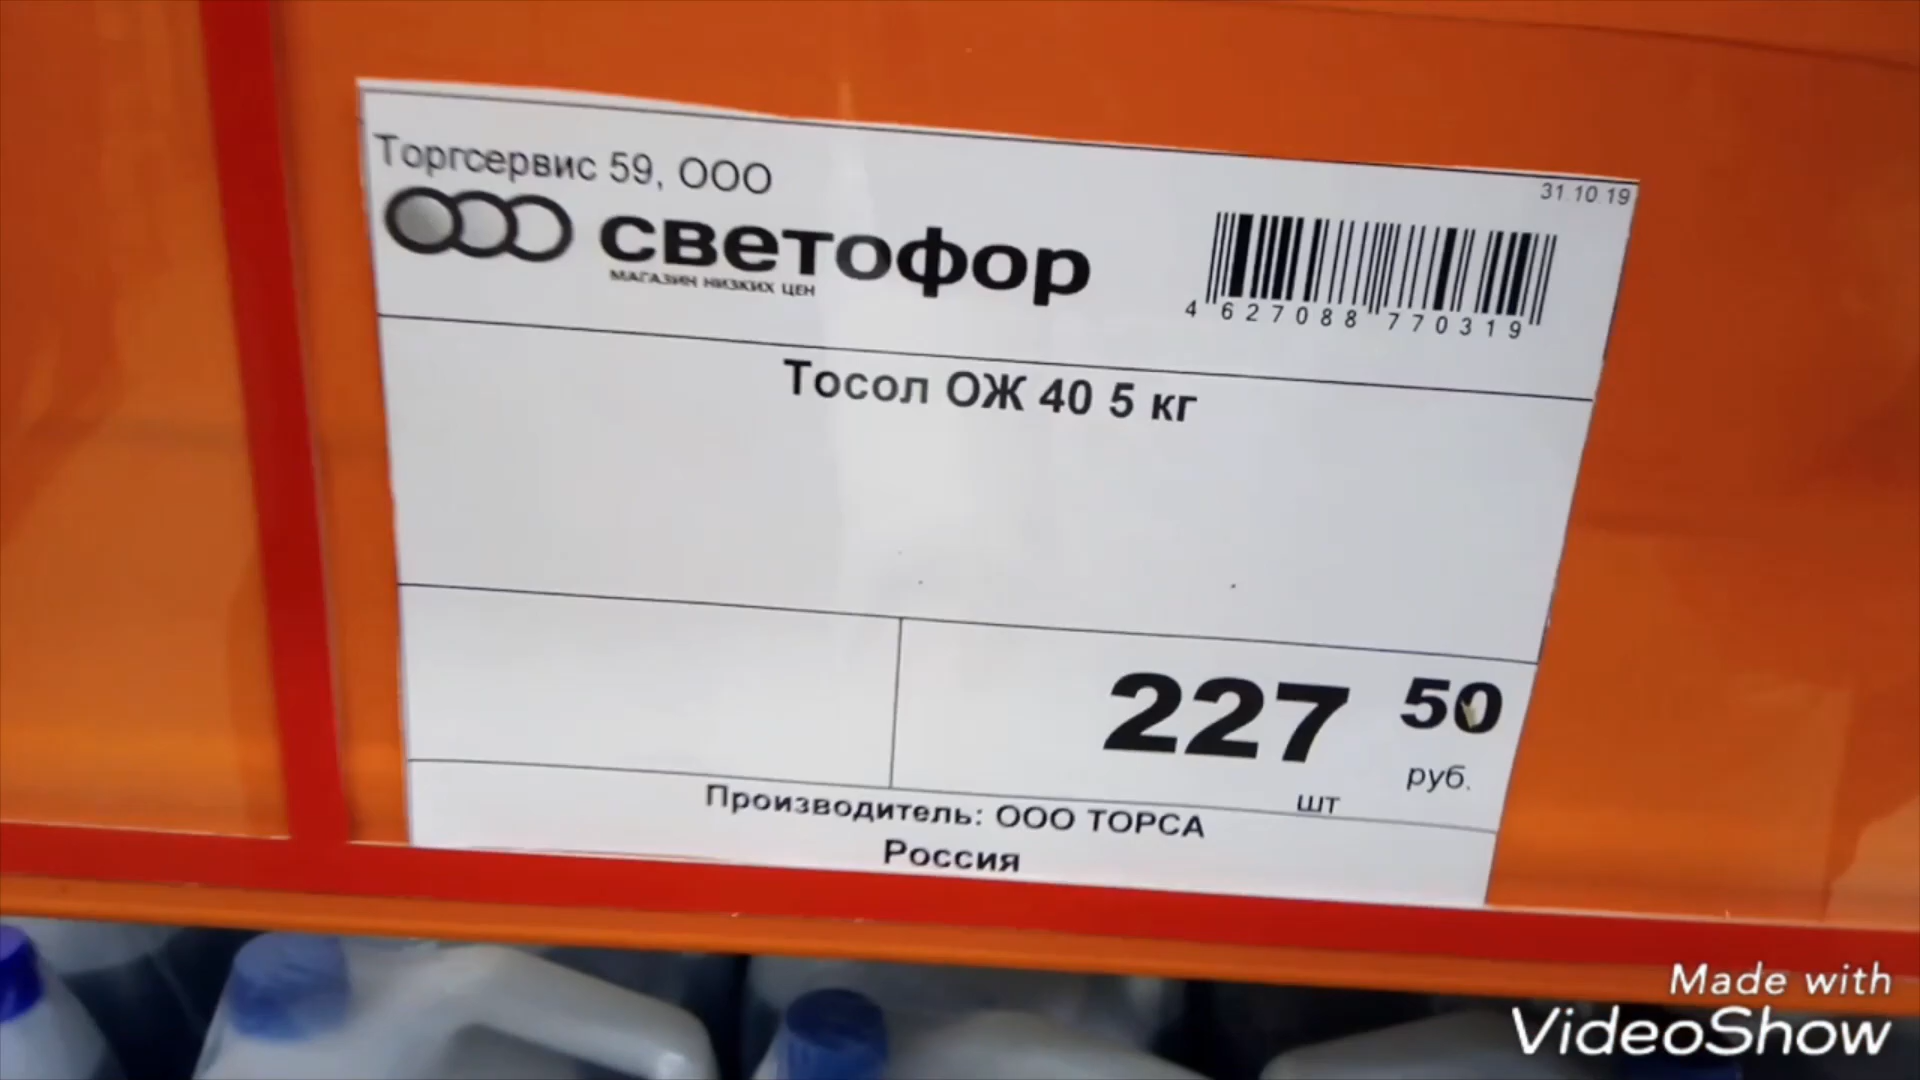 Торгсервис 59, ООО
31.10.19
светофор
МАГАЗИН НИЗКИХ ЦЕН
4 627088 770319
Тосол ОЖ 40 5 кг
227 50
руб.
шт
Производитель: ООО ТОРСА
Россия
Made with
VideoShow